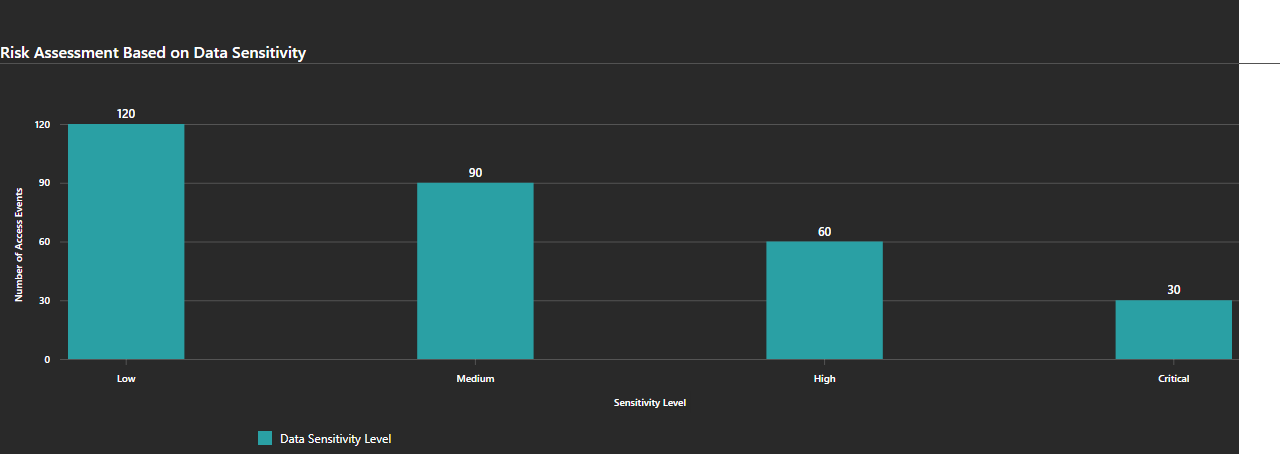 Risk Assessment Based on Data Sensitivity
120
90
60
30
120
90
60
30
0
Number of Access Events
Low
Medium
High
Critical
Sensitivity Level
Data Sensitivity Level